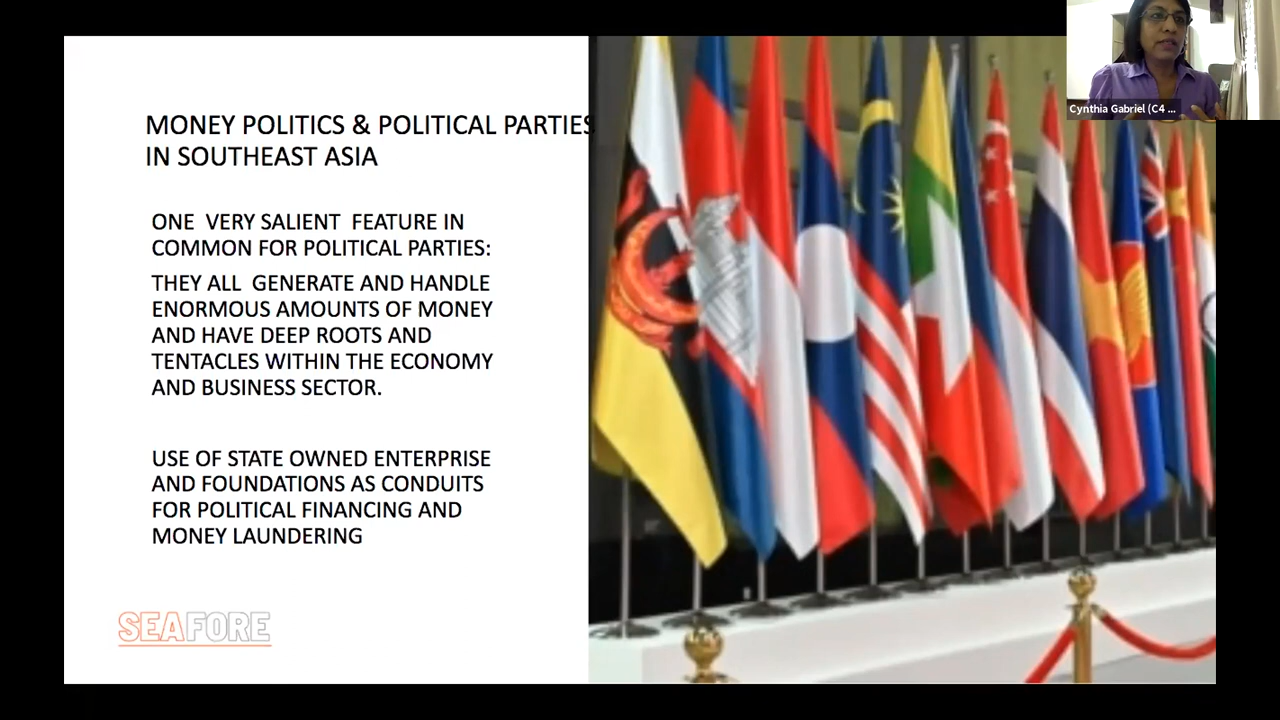 Cynthia Gabriel (C4 ...
MONEY POLITICS & POLITICAL PARTIES
IN SOUTHEAST ASIA
ONE VERY SALIENT FEATURE IN
COMMON FOR POLITICAL PARTIES:
THEY ALL GENERATE AND HANDLE
ENORMOUS AMOUNTS OF MONEY
AND HAVE DEEP ROOTS AND
TENTACLES WITHIN THE ECONOMY
AND BUSINESS SECTOR.
USE OF STATE OWNED ENTERPRISE
AND FOUNDATIONS AS CONDUITS
FOR POLITICAL FINANCING AND
MONEY LAUNDERING
SEAFORE